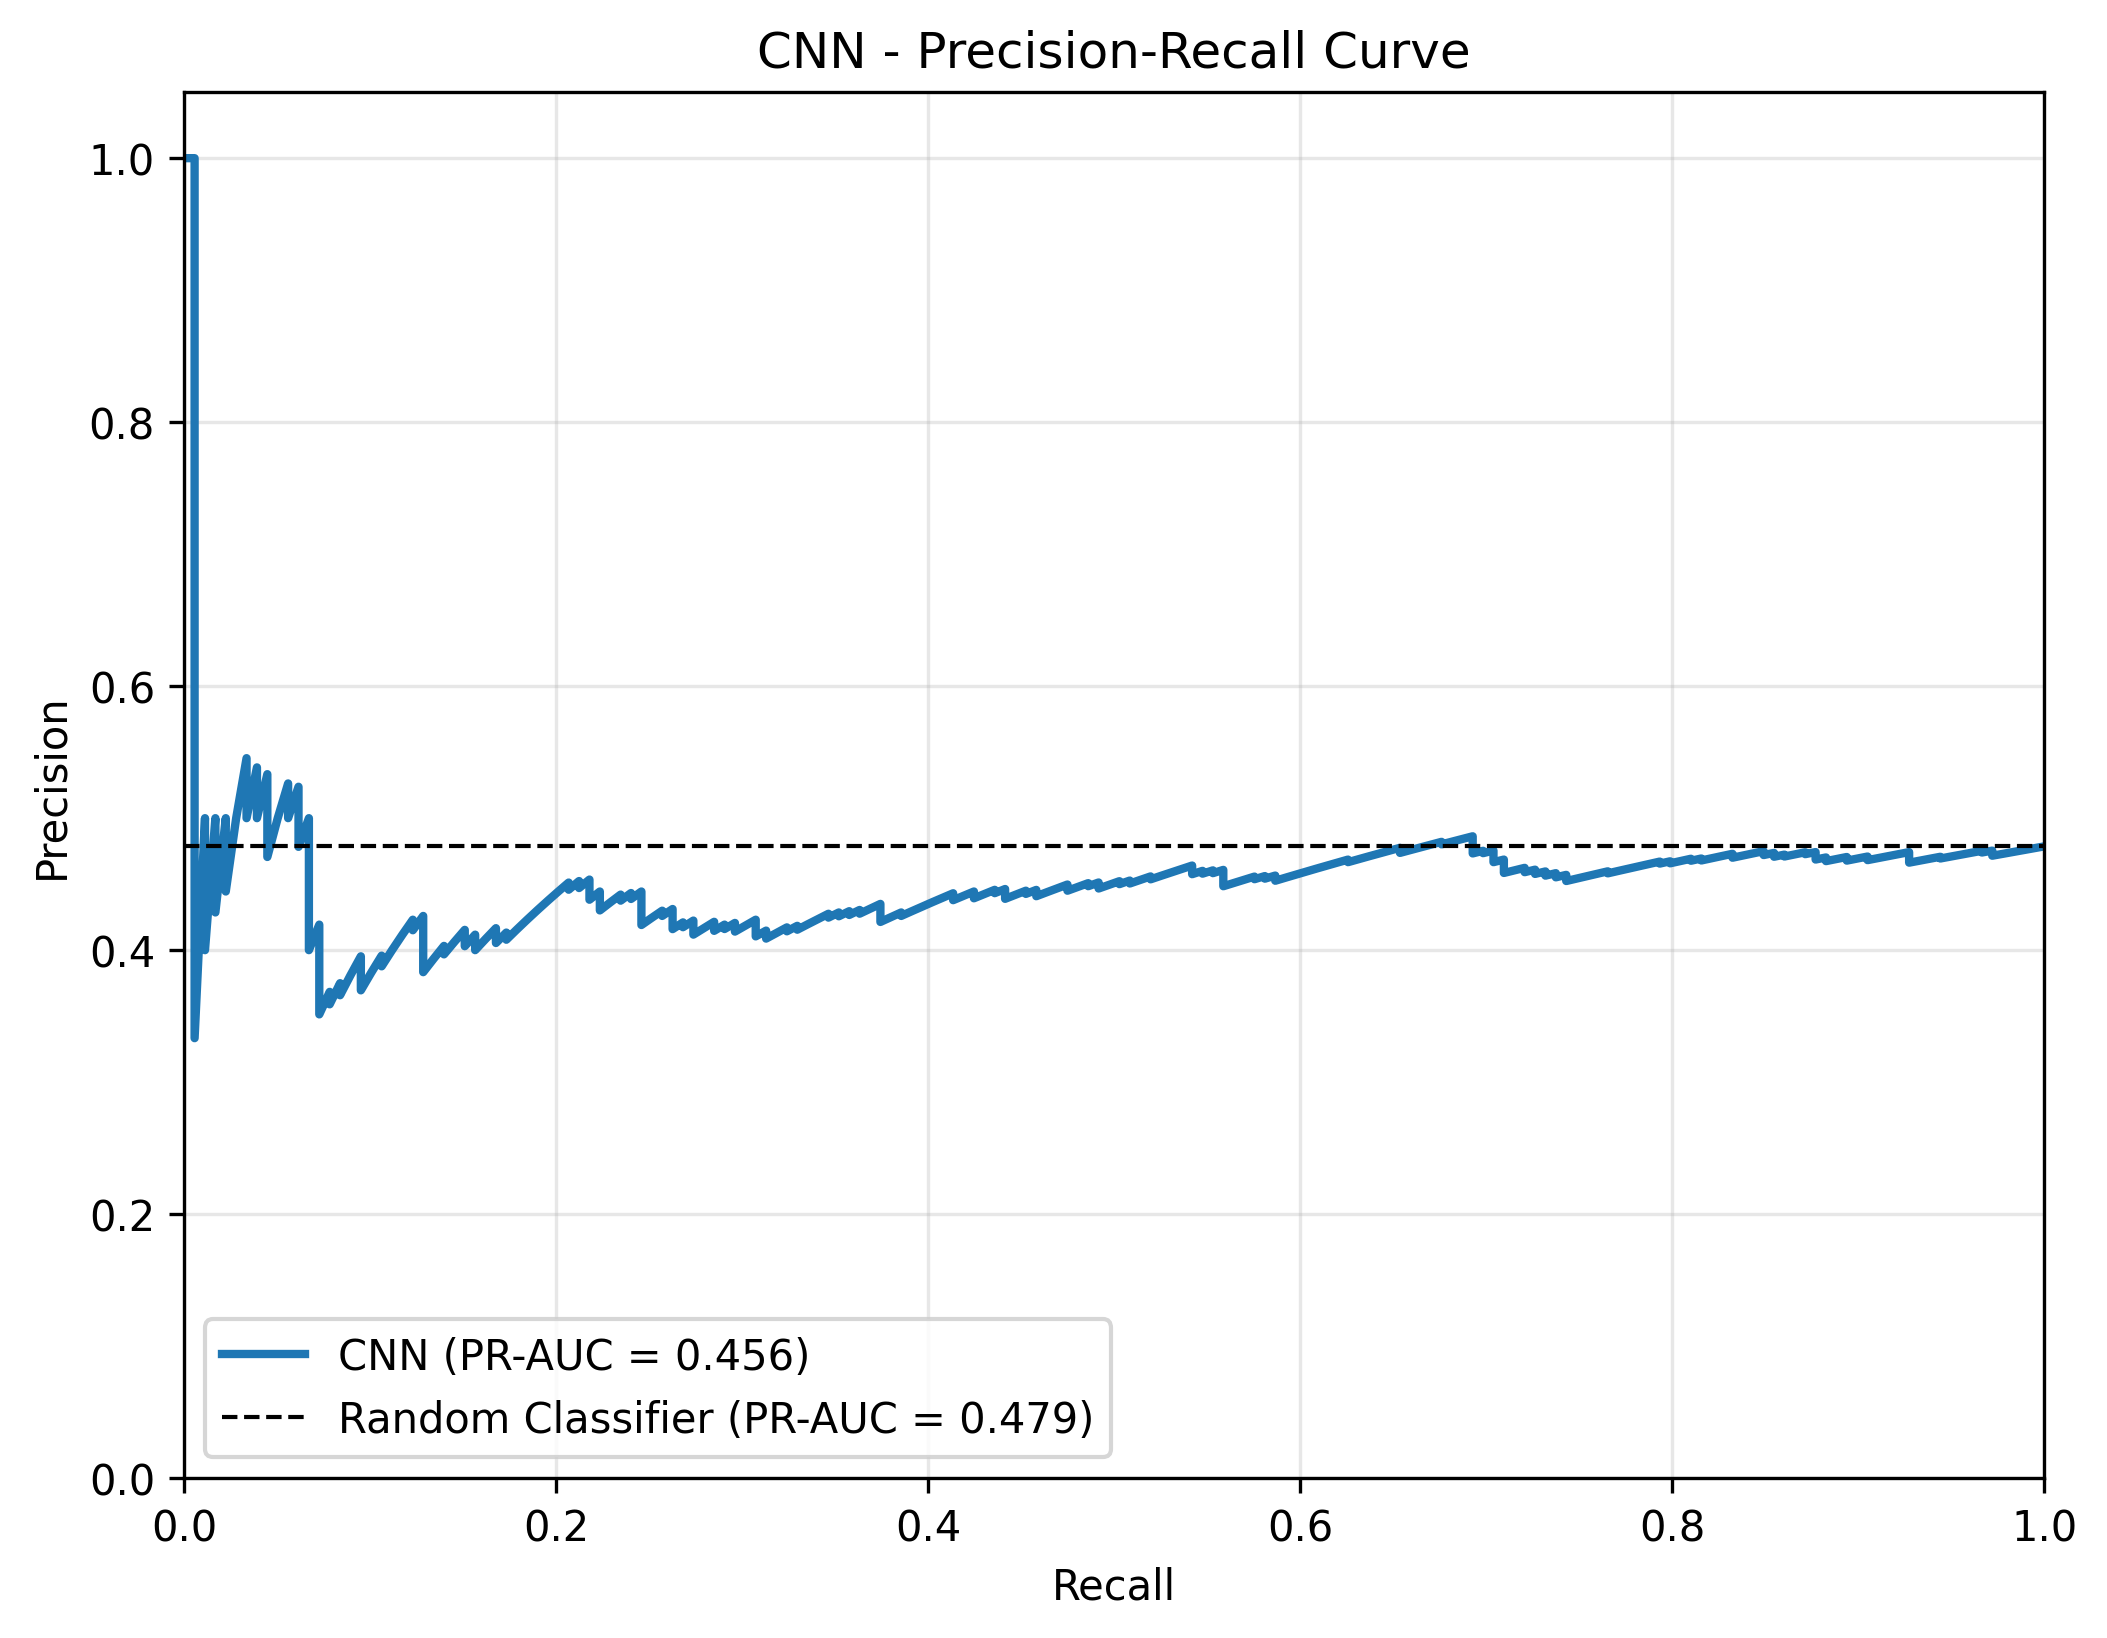 CNN - Precision-Recall Curve
1.0
0.8
0.6
0.4
0.2
0.0
Precision
CNN (PR-AUC = 0.456)
Random Classifier (PR-AUC = 0.479)
0.0 0.2 0.4 0.6 0.8 1.0
Recall